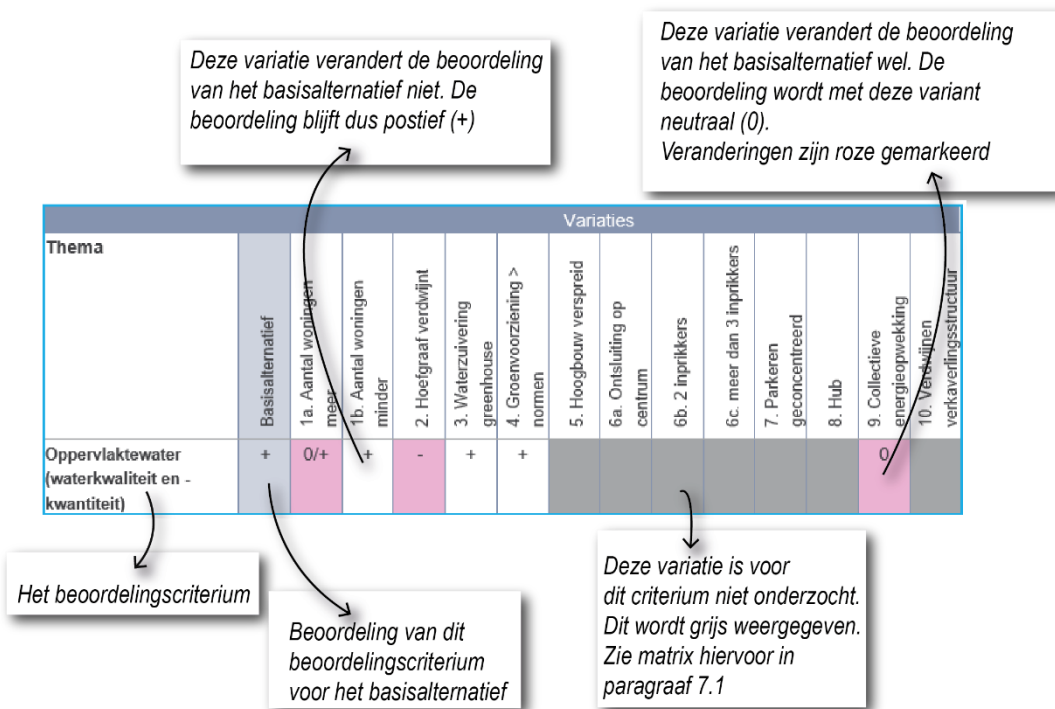 Deze variatie verandert de beoordeling
van het basisalternatief niet. De
beoordeling blijft dus postief (+)
Deze variatie verandert de beoordeling
van het basisalternatief wel. De
beoordeling wordt met deze variant
neutraal (0).
Veranderingen zijn roze gemarkeerd
Variaties
Thema
Basisalternatief
1a. Aantal woningen
meer
1b. Aantal woningen
minder
2. Hoefgraaf verdwijnt
3. Waterzuivering
greenhouse
4. Groenvoorziening >
normen
5. Hoogbouw verspreid
6a. Ontsluiting op
centrum
6b. 2 inprikkers
6c. meer dan 3 inprikkers
7. Parkeren
geconcentreerd
8. Hub
9. Collectieve
energieopwekking
10. Verdwijnen
verkaverlingsstructuur
Oppervlaktewater
(waterkwaliteit en -
kwantiteit)
+
0/+
+
-
+
+
0
Het beoordelingscriterium
Beoordeling van dit
beoordelingscriterium
voor het basisalternatief
Deze variatie is voor
dit criterium niet onderzocht.
Dit wordt grijs weergegeven.
Zie matrix hiervoor in
paragraaf 7.1